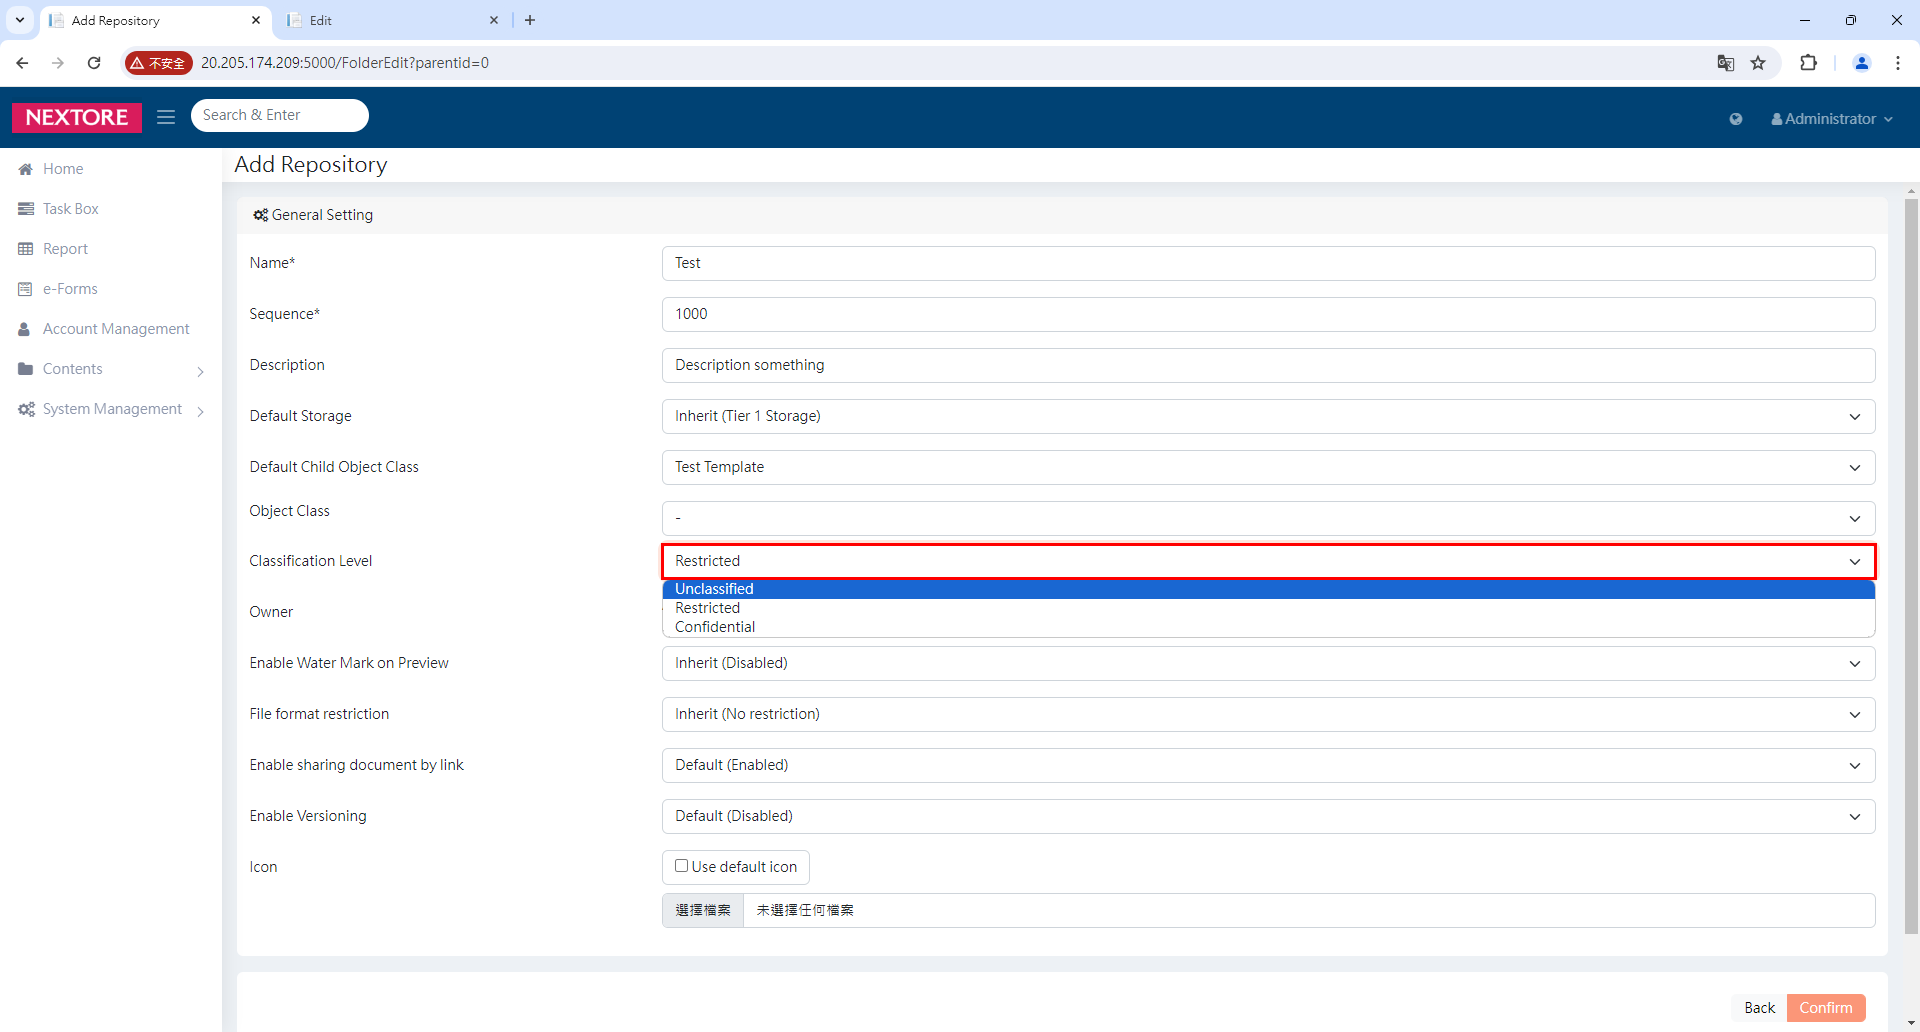 Add Repository
Edit
不安全
20.205.174.209:5000/FolderEdit?parentid=0
NEXTORE
Search & Enter
Administrator
Home
Task Box
Report
e-Forms
Account Management
Contents
System Management
Add Repository
General Setting
Name*
Test
Sequence*
1000
Description
Description something
Default Storage
Inherit (Tier 1 Storage)
Default Child Object Class
Test Template
Object Class
-
Classification Level
Restricted
Unclassified
Restricted
Confidential
Owner
Enable Water Mark on Preview
Inherit (Disabled)
File format restriction
Inherit (No restriction)
Enable sharing document by link
Default (Enabled)
Enable Versioning
Default (Disabled)
Icon
Use default icon
選擇檔案 未選擇任何檔案
Back
Confirm